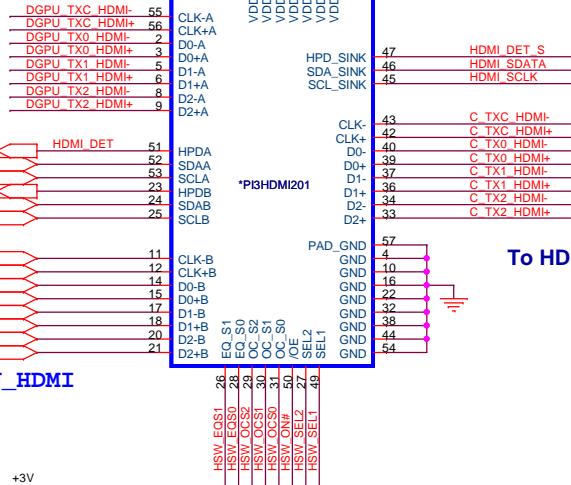 DGPU_TXC_HDMI- 55 CLK-A
DGPU_TXC_HDMI+ 56 CLK+A
DGPU_TX0_HDMI- 2 D0-A
DGPU_TX0_HDMI+ 3 D0+A
DGPU_TX1_HDMI- 5 D1-A
DGPU_TX1_HDMI+ 6 D1+A
DGPU_TX2_HDMI- 8 D2-A
DGPU_TX2_HDMI+ 9 D2+A
HDMI_DET 51 HPDA
52 SDAA
53 SCLA
23 HPDB
24 SDAB
25 SCLB
11 CLK-B
12 CLK+B
14 D0-B
15 D0+B
17 D1-B
18 D1+B
20 D2-B
21 D2+B
*PI3HDMI201
HPD_SINK 47 HDMI_DET_S
SDA_SINK 46 HDMI_SDATA
SCL_SINK 45 HDMI_SCLK
CLK- 43 C_TXC_HDMI-
CLK+ 42 C_TXC_HDMI+
D0- 40 C_TX0_HDMI-
D0+ 39 C_TX0_HDMI+
D1- 37 C_TX1_HDMI-
D1+ 36 C_TX1_HDMI+
D2- 34 C_TX2_HDMI-
D2+ 33 C_TX2_HDMI+
PAD_GND 57
GND 4
GND 10
GND 16
GND 22
GND 32
GND 38
GND 44
GND 54
To HD
EQ_S1 26 HSW_EQS1
EQ_S0 28 HSW_EQS0
OC_S2 29 HSW_OCS2
OC_S1 30 HSW_OCS1
OC_S0 31 HSW_OCS0
/OE 50 HSW_ON#
SEL2 27 HSW_SEL2
SEL1 49 HSW_SEL1
_HDMI
+3V